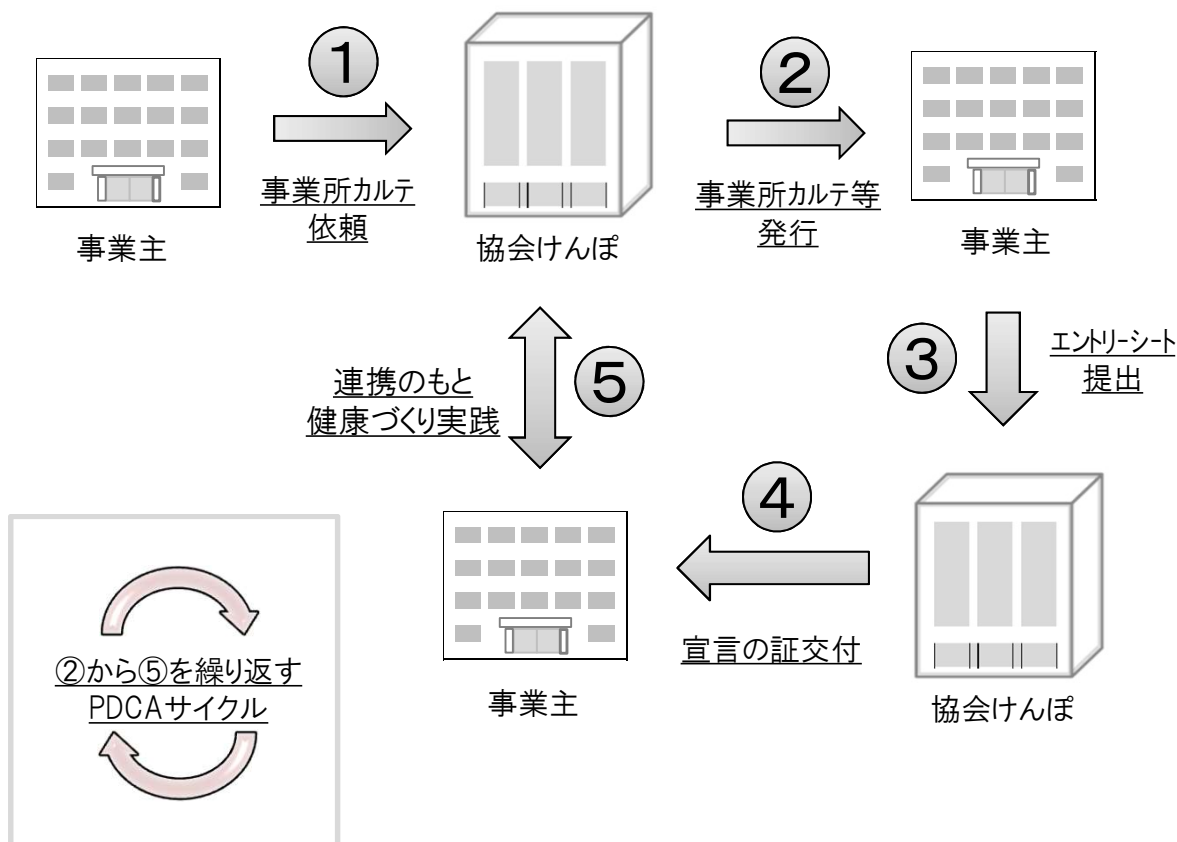 ①
事業所カルテ
依頼
事業主
協会けんぽ
②
事業所カルテ等
発行
事業主
③
エントリーシート
提出
④
宣言の証交付
協会けんぽ
事業主
⑤
連携のもと
健康づくり実践
②から⑤を繰り返す
PDCAサイクル